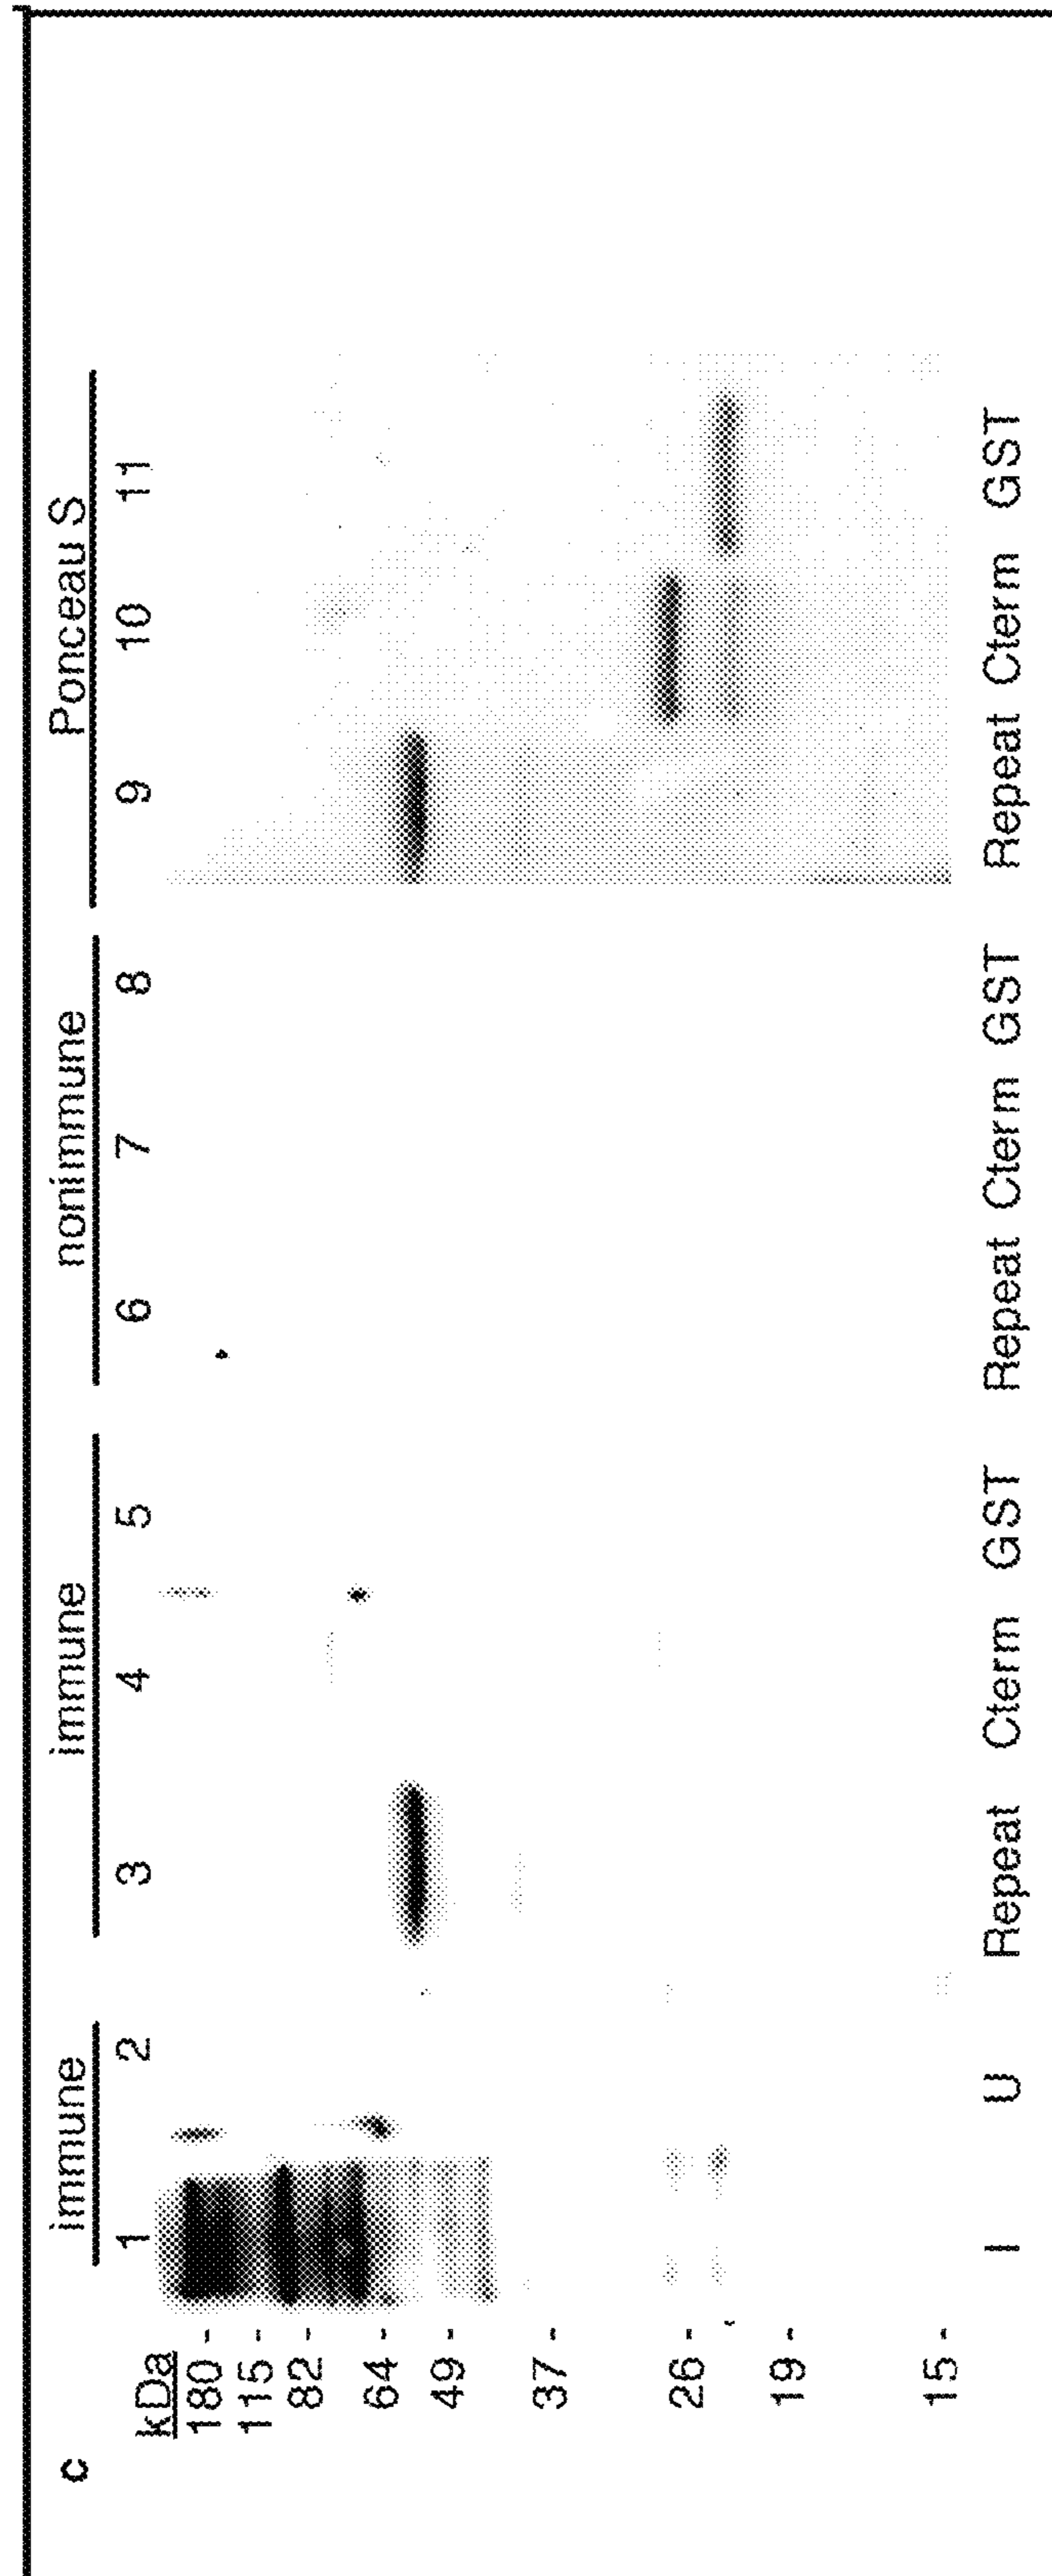 c
immune immune nonimmune Ponceau S
kDa 1 2 3 4 5 6 7 8 9 10 11
180 -
115 -
82 -
64 -
49 -
37 -
26 -
19 -
15 -
I U Repeat Cterm GST Repeat Cterm GST Repeat Cterm GST